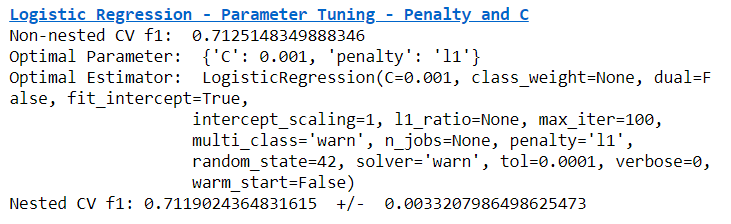 Logistic Regression - Parameter Tuning - Penalty and C
Non-nested CV f1:  0.7125148349888346
Optimal Parameter:  {'C': 0.001, 'penalty': 'l1'}
Optimal Estimator:  LogisticRegression(C=0.001, class_weight=None, dual=F
alse, fit_intercept=True,
                   intercept_scaling=1, l1_ratio=None, max_iter=100,
                   multi_class='warn', n_jobs=None, penalty='l1',
                   random_state=42, solver='warn', tol=0.0001, verbose=0,
                   warm_start=False)
Nested CV f1: 0.7119024364831615  +/-  0.0033207986498625473